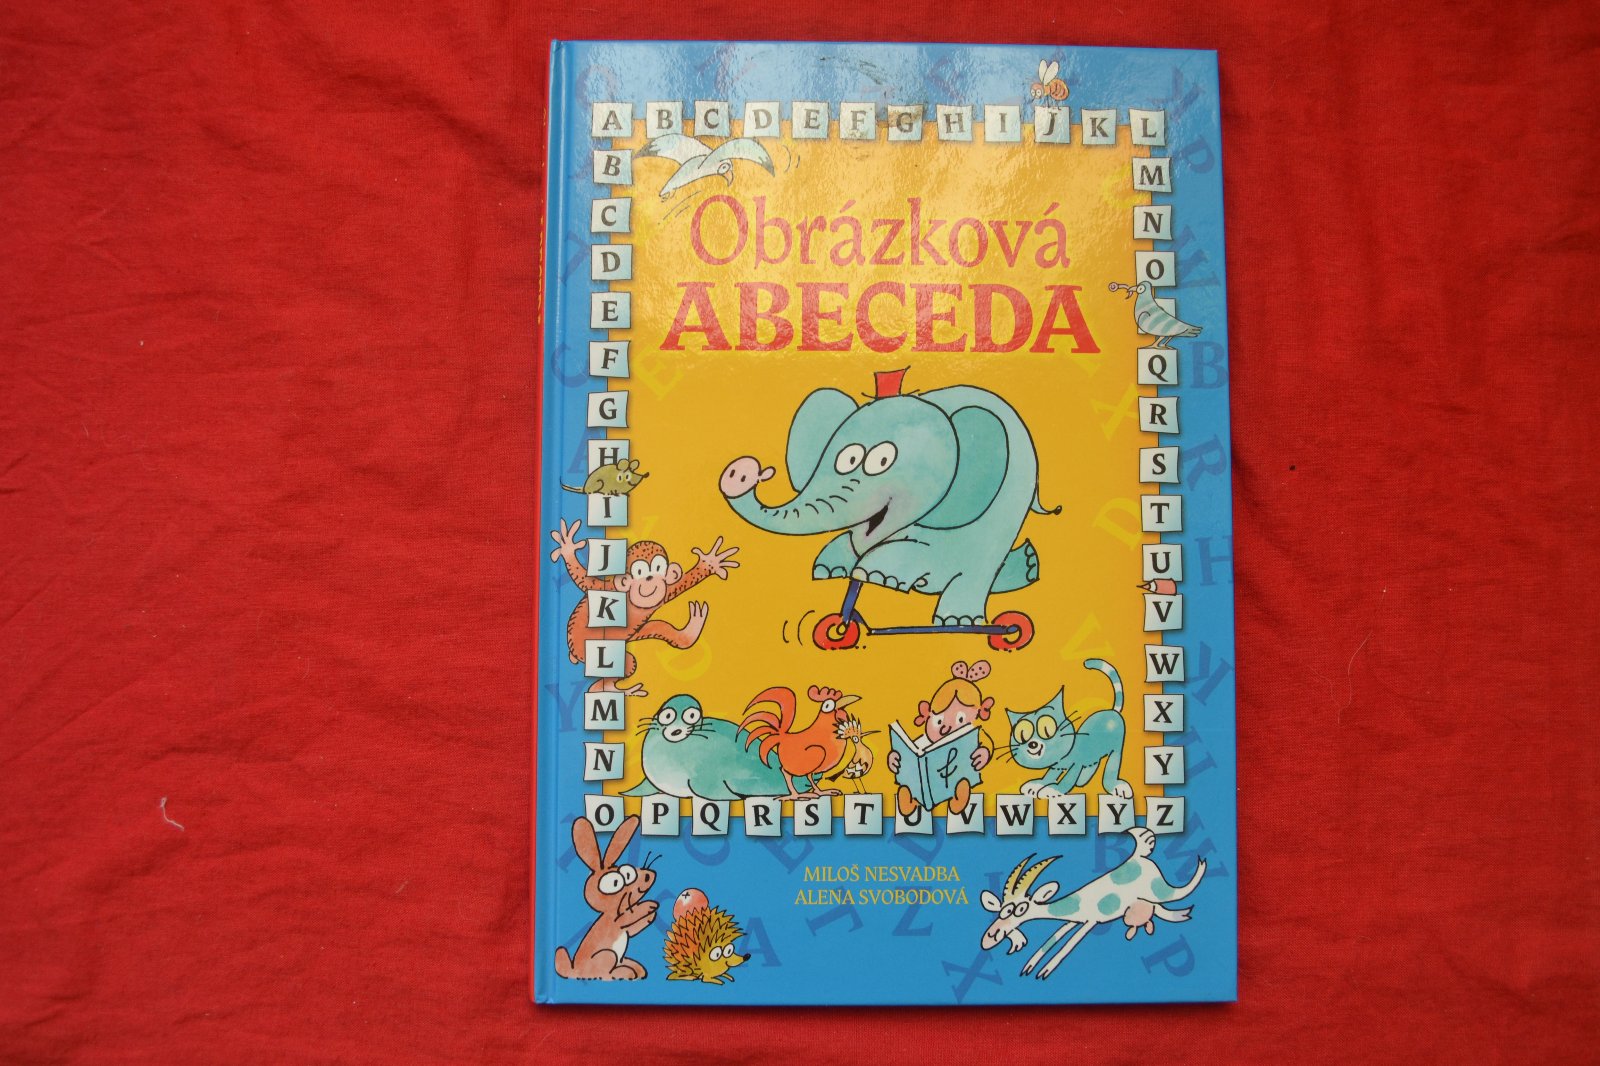 A B C D E F G H I J K L
B
C
D
E
F
G
H
I
J
K
L
M
N
M
N
O
Q
R
S
T
U
V
W
X
Y
Obrázková
ABECEDA
O P Q R S T U V W X Y Z
MILOŠ NESVADBA
ALENA SVOBODOVÁ